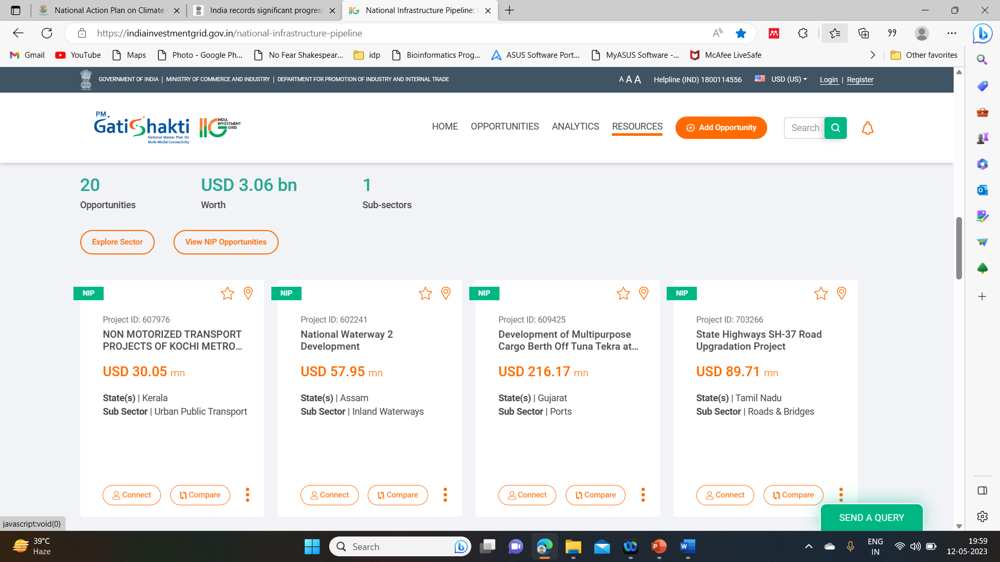 National Action Plan on Climate
India records significant progress
National Infrastructure Pipeline: I
https://indiainvestmentgrid.gov.in/national-infrastructure-pipeline
Gmail
YouTube
Maps
Photo - Google Ph...
No Fear Shakespear...
idp
Bioinformatics Prog...
ASUS Software Port...
MyASUS Software -...
McAfee LiveSafe
Other favorites
GOVERNMENT OF INDIA | MINISTRY OF COMMERCE AND INDUSTRY | DEPARTMENT FOR PROMOTION OF INDUSTRY AND INTERNAL TRADE
A A A
Helpline (IND) 1800114556
USD (US)
Login | Register
PM
GatiShakti
National Master Plan for
Multi-Modal Connectivity
IIG
INDIA
INVESTMENT
GRID
HOME
OPPORTUNITIES
ANALYTICS
RESOURCES
Add Opportunity
Search
20
Opportunities
USD 3.06 bn
Worth
1
Sub-sectors
Explore Sector
View NIP Opportunities
NIP
Project ID: 607976
NON MOTORIZED TRANSPORT
PROJECTS OF KOCHI METRO...
USD 30.05 mn
State(s) | Kerala
Sub Sector | Urban Public Transport
Connect
Compare
NIP
Project ID: 602241
National Waterway 2
Development
USD 57.95 mn
State(s) | Assam
Sub Sector | Inland Waterways
Connect
Compare
NIP
Project ID: 609425
Development of Multipurpose
Cargo Berth Off Tuna Tekra at...
USD 216.17 mn
State(s) | Gujarat
Sub Sector | Ports
Connect
Compare
NIP
Project ID: 703266
State Highways SH-37 Road
Upgradation Project
USD 89.71 mn
State(s) | Tamil Nadu
Sub Sector | Roads & Bridges
Connect
Compare
SEND A QUERY
javascript:void(0)
39°C
Haze
Search
ENG
IN
19:59
12-05-2023